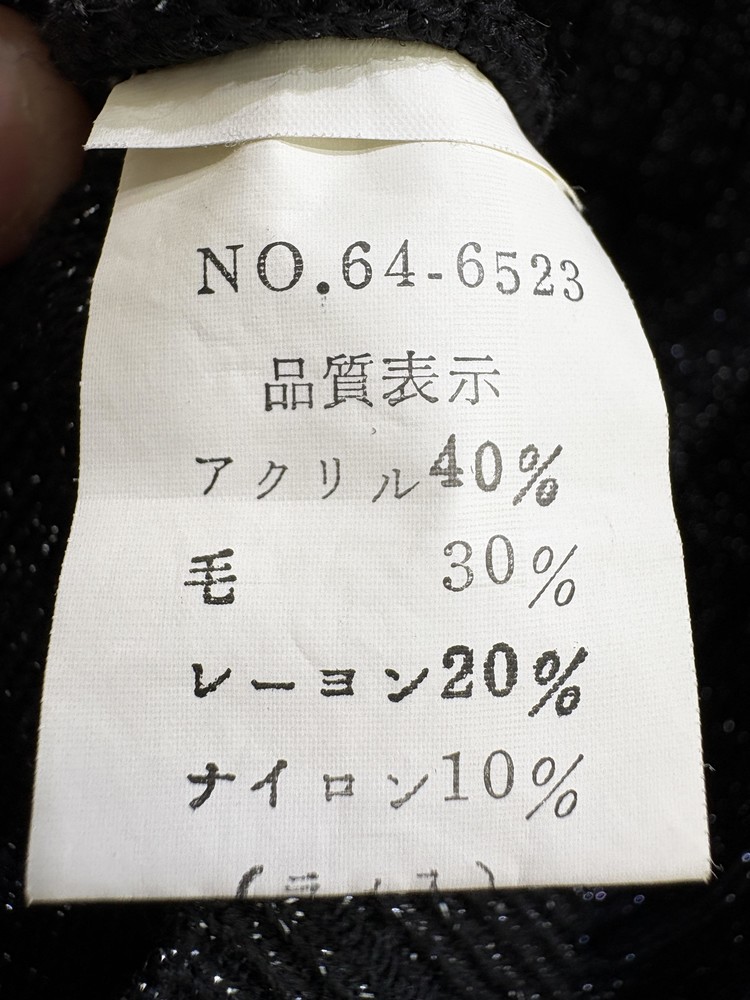 NO.64-6523
品質表示
アクリル40%
毛 30%
レーヨン20%
ナイロン10%